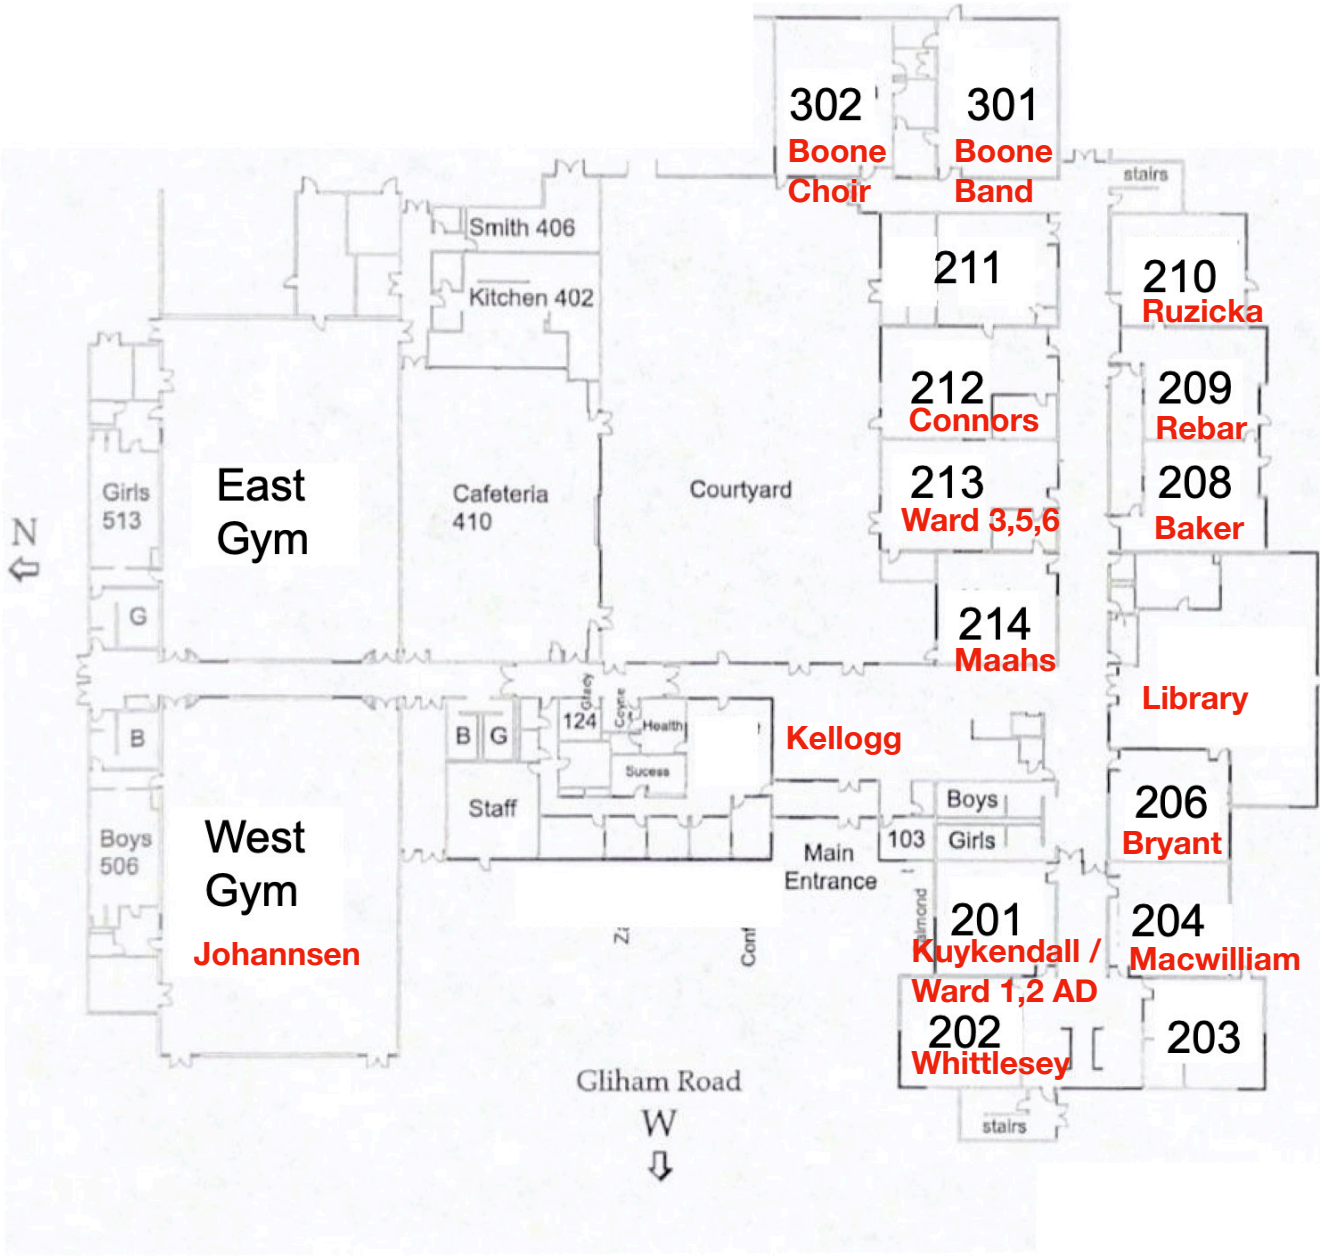 302
301
Boone
Choir
Boone
Band
stairs
Smith 406
211
210
Ruzicka
Kitchen 402
212
Connors
209
Rebar
East
Gym
Girls
513
Cafeteria
410
Courtyard
213
Ward 3,5,6
208
Baker
N
G
214
Maahs
Library
Gracy
Coyne
124
Health
B
G
Sucess
B
Kellogg
Staff
Boys
206
Bryant
103
Girls
Main
Entrance
Boys
506
West
Gym
Johannsen
201
Kuykendall /
Ward 1,2 AD
204
Macwilliam
202
Whittlesey
203
Gliham Road
W
stairs